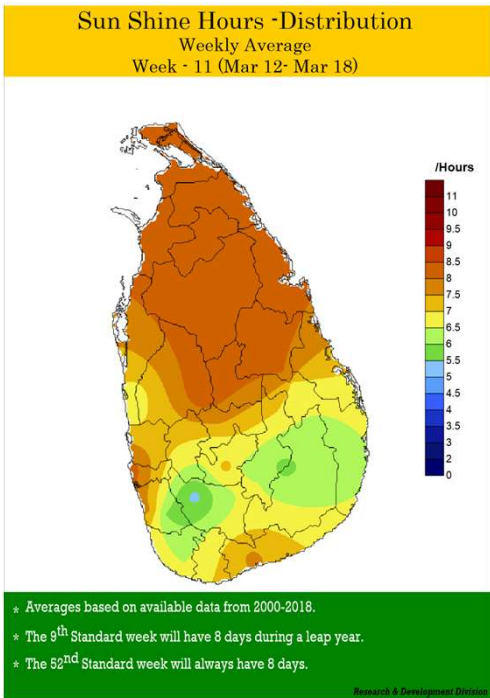 Sun Shine Hours -Distribution
Weekly Average
Week - 11 (Mar 12- Mar 18)
/Hours
11
10
9.5
9
8.5
8
7.5
7
6.5
6
5.5
5
4.5
4
3.5
3
2
0
* Averages based on available data from 2000-2018.
* The 9th Standard week will have 8 days during a leap year.
* The 52nd Standard week will always have 8 days.
Research & Development Division